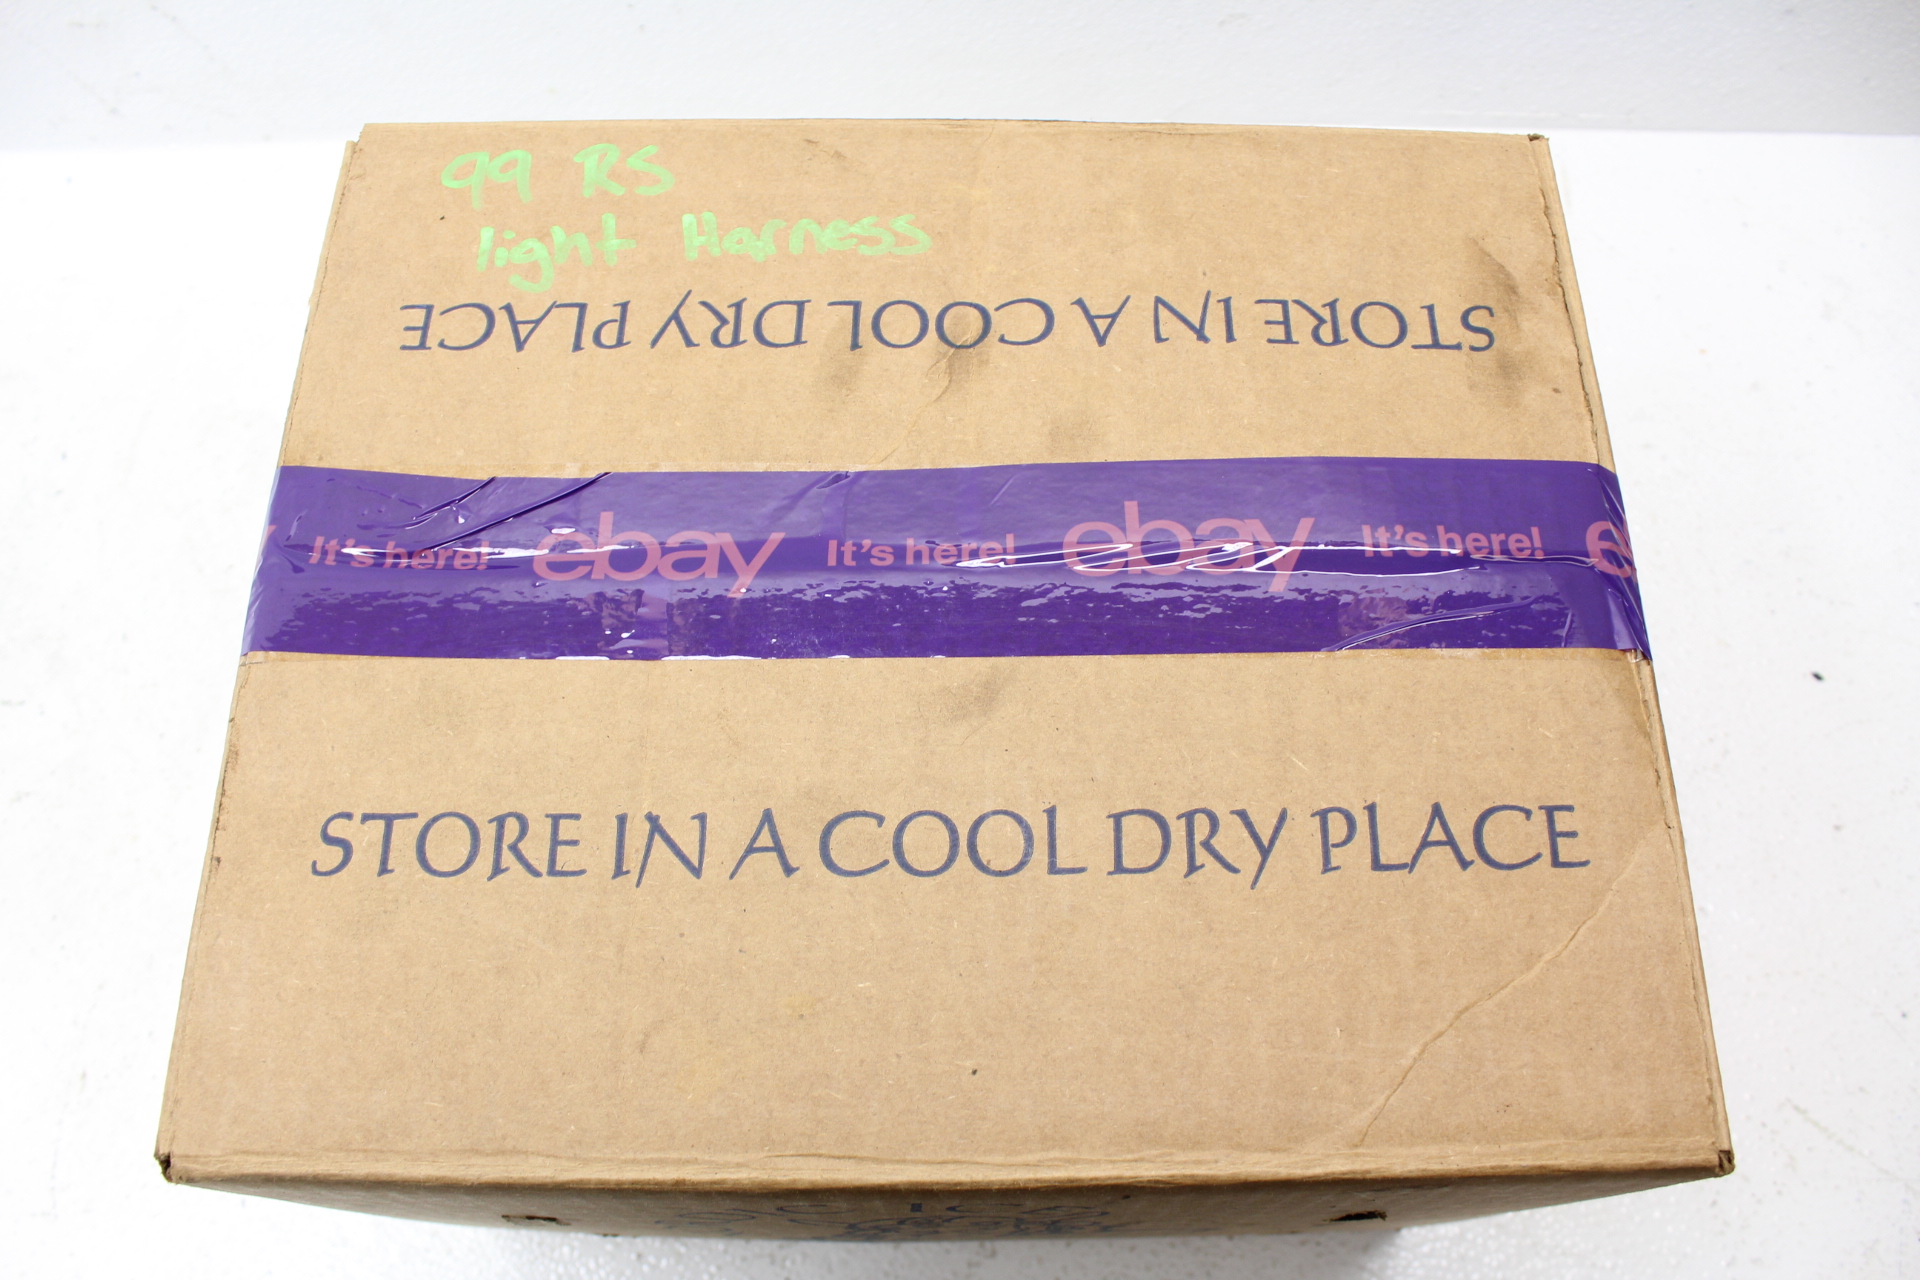 99 RS
light Harness
STORE IN A COOL DRY PLACE
It's here! ebay It's here! ebay It's here! e
STORE IN A COOL DRY PLACE